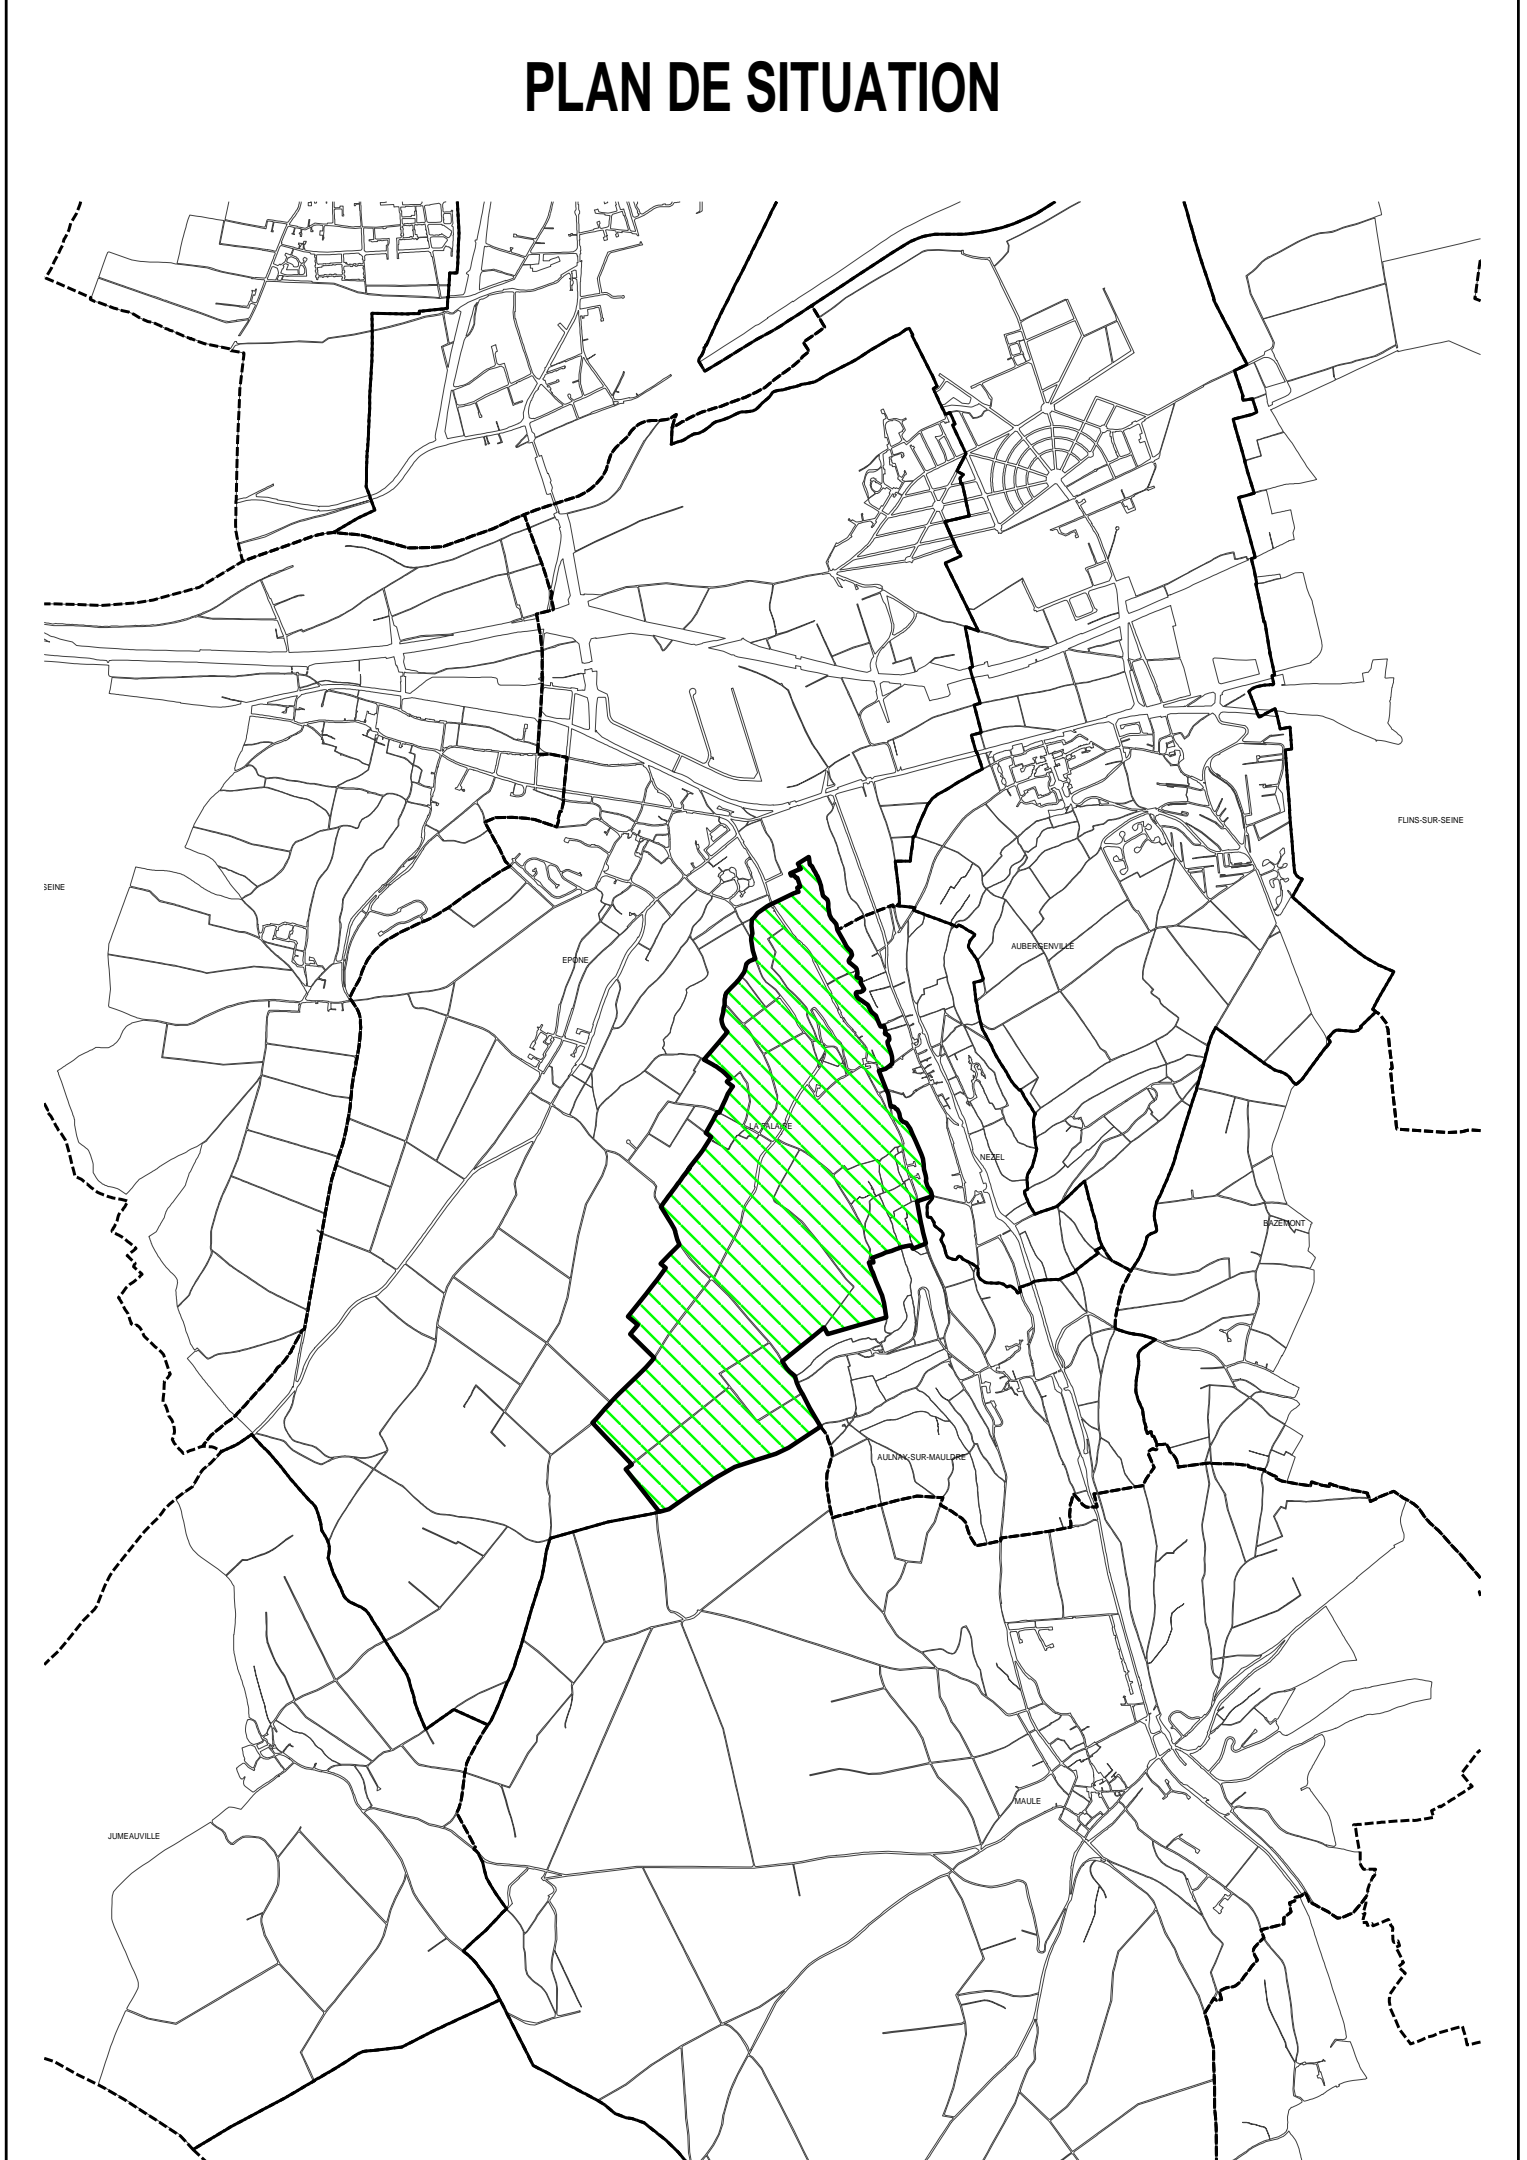 PLAN DE SITUATION
FLINS-SUR-SEINE
SEINE
AUBERGENVILLE
EPONE
LA FALAISE
NEZEL
BAZEMONT
AULNAY-SUR-MAULDRE
MAULE
JUMEAUVILLE